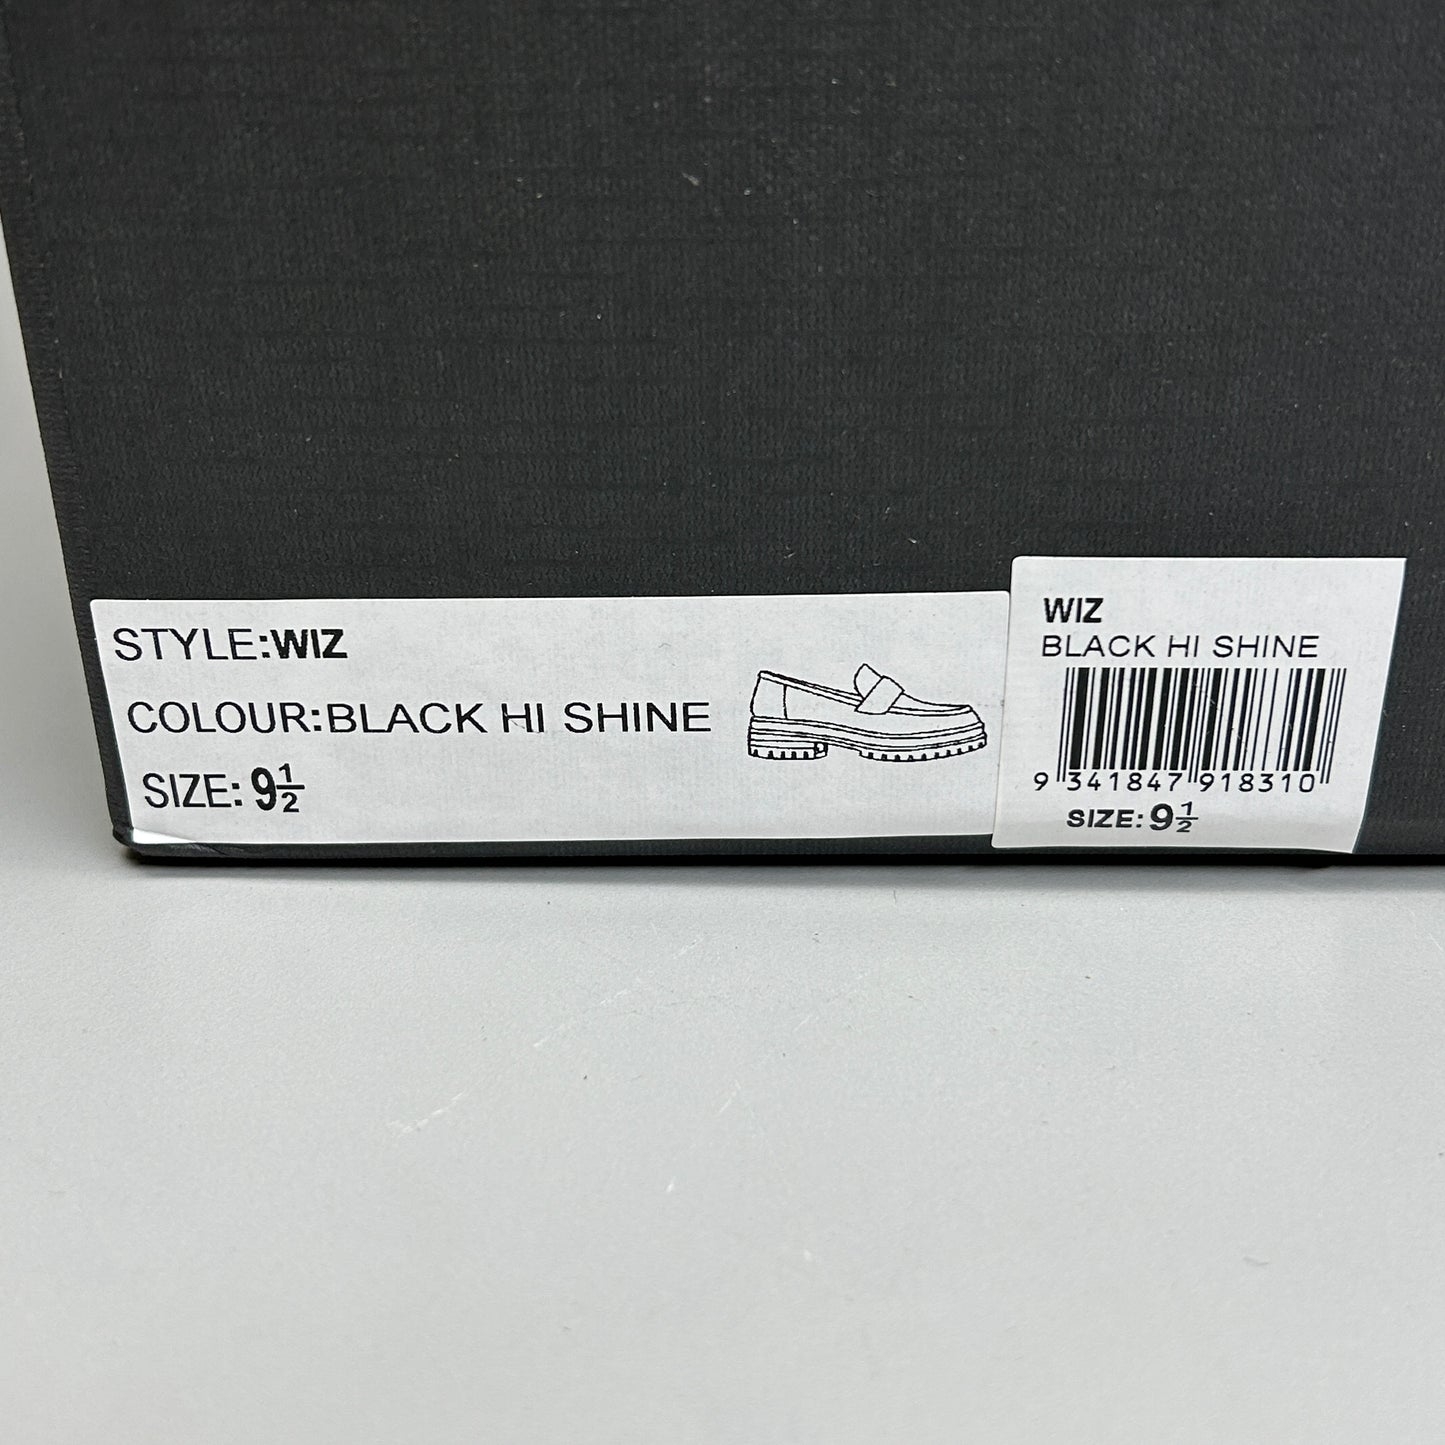 STYLE:WIZ
COLOUR:BLACK HI SHINE
SIZE: 9½
WIZ
BLACK HI SHINE
9 341847 918310
SIZE: 9½